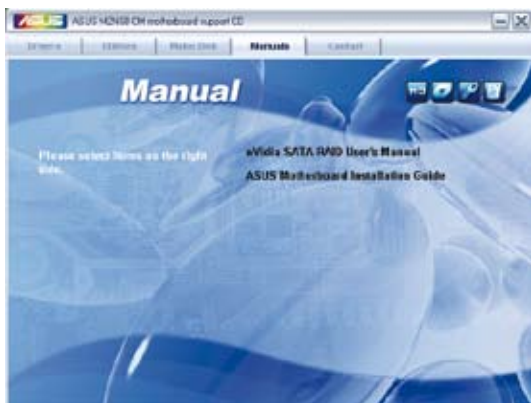 ASUS M2N68-CM motherboard support CD
Drivers Utilities Make Disk Manuals Contact
Manual
Please select items on the right
side.
nVidia SATA RAID User's Manual
ASUS Motherboard Installation Guide